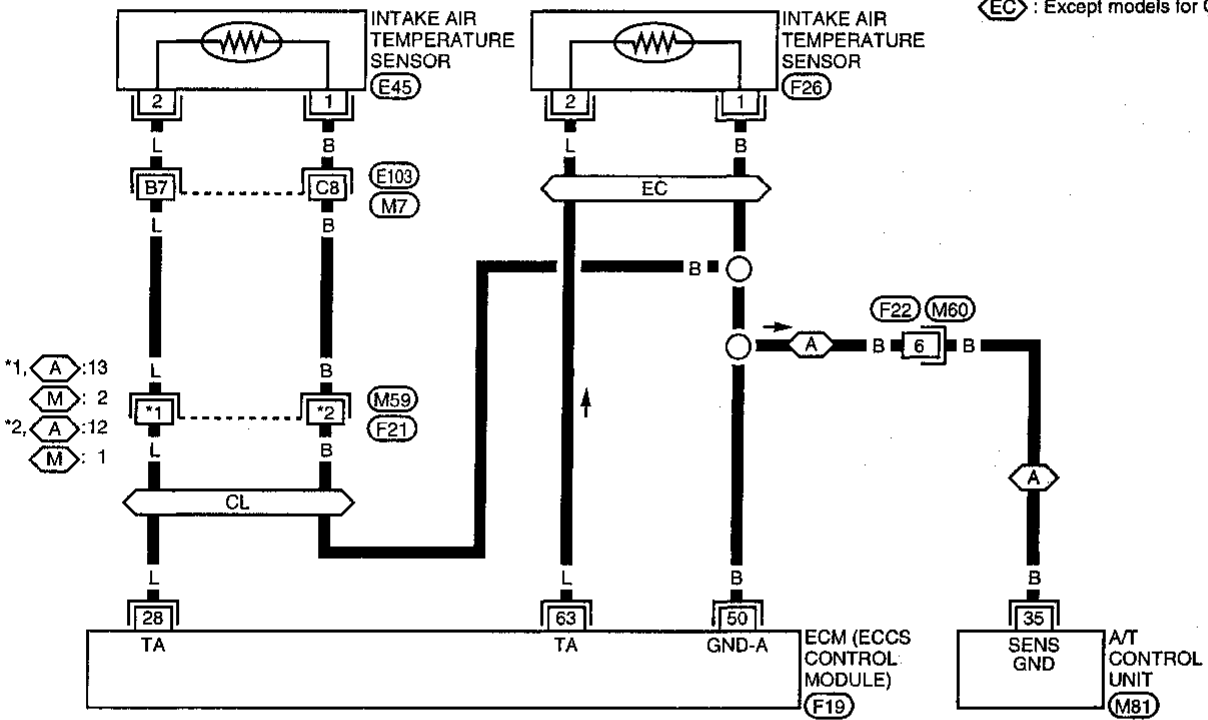 EC : Except models for
INTAKE AIR
TEMPERATURE
SENSOR
E45
INTAKE AIR
TEMPERATURE
SENSOR
F26
2
1
2
1
L
B
L
B
B7
C8
E103
M7
EC
L
B
B
F22
M60
A
B
6
B
*1, A :13
M : 2
*2, A :12
M : 1
L
B
*1
*2
M59
F21
L
B
A
CL
L
L
B
B
28
63
50
35
TA
TA
GND-A
ECM (ECCS
CONTROL
MODULE)
F19
SENS
GND
A/T
CONTROL
UNIT
M81